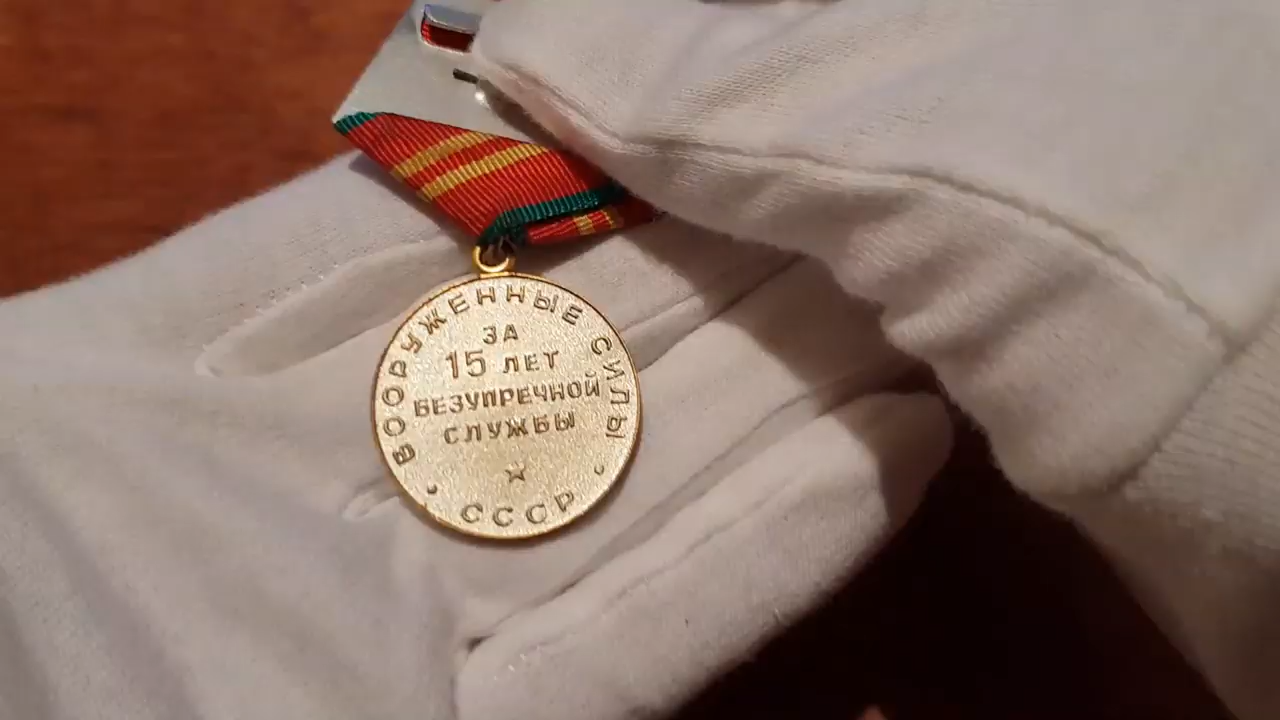 ВООРУЖЕННЫЕ СИЛЫ
ЗА
15 ЛЕТ
БЕЗУПРЕЧНОЙ
СЛУЖБЫ
СССР